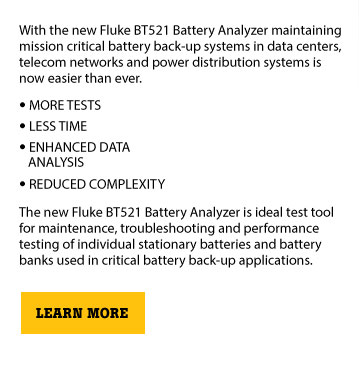 With the new Fluke BT521 Battery Analyzer maintaining
mission critical battery back-up systems in data centers,
telecom networks and power distribution systems is
now easier than ever.
• MORE TESTS
• LESS TIME
• ENHANCED DATA
ANALYSIS
• REDUCED COMPLEXITY
The new Fluke BT521 Battery Analyzer is ideal test tool
for maintenance, troubleshooting and performance
testing of individual stationary batteries and battery
banks used in critical battery back-up applications.
LEARN MORE